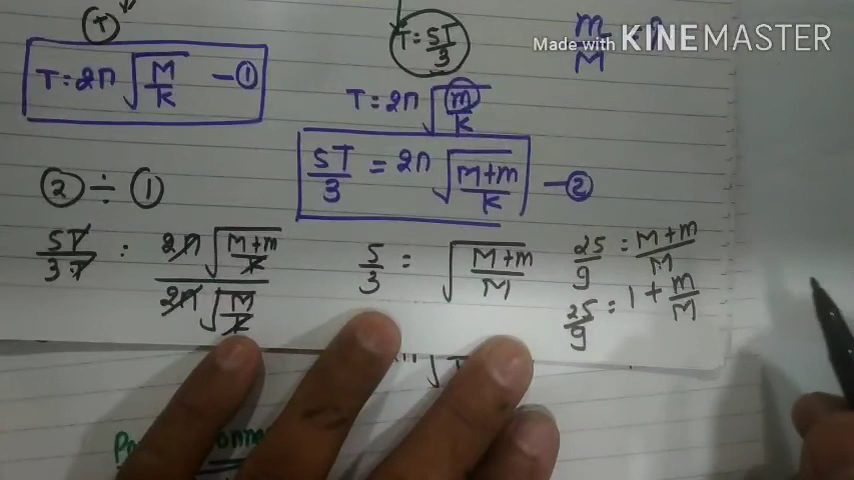 T
T = 5T/3
m/M = ?
Made with KINEMASTER
T = 2π √M/K – ①
T = 2π √m/K
5T/3 = 2π √M+m/K – ②
② ÷ ①
5T/3T : 2π √M+m/K / 2π √M/K
5/3 = √M+m/M
25/9 = M+m/M
25/9 = 1 + m/M